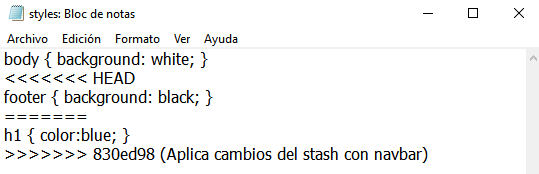 styles: Bloc de notas
Archivo Edición Formato Ver Ayuda
body { background: white; }
<<<<<<< HEAD
footer { background: black; }
=======
h1 { color:blue; }
>>>>>>> 830ed98 (Aplica cambios del stash con navbar)